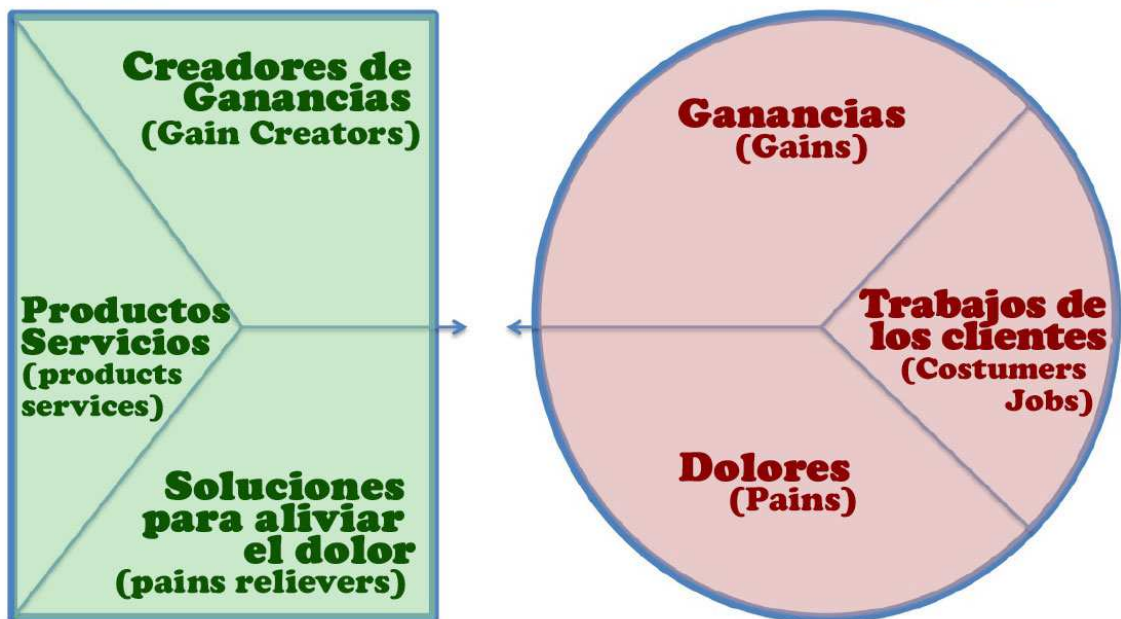 Creadores de
Ganancias
(Gain Creators)
Productos
Servicios
(products
services)
Soluciones
para aliviar
el dolor
(pains relievers)
Ganancias
(Gains)
Trabajos de
los clientes
(Costumers
Jobs)
Dolores
(Pains)